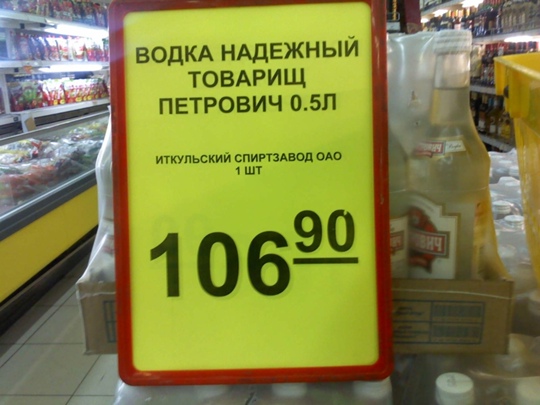 ВОДКА НАДЕЖНЫЙ
ТОВАРИЩ
ПЕТРОВИЧ 0.5Л
ИТКУЛЬСКИЙ СПИРТЗАВОД ОАО
1 ШТ
106 90